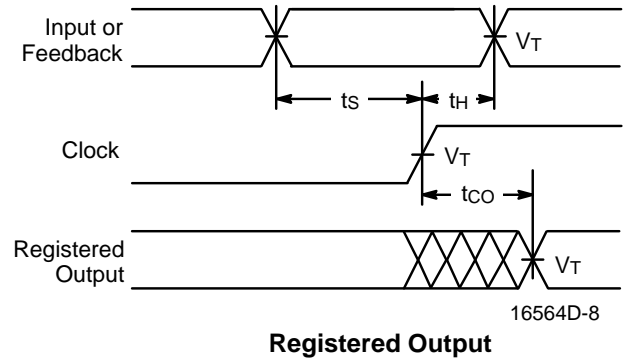 Input or
Feedback
VT
tS
tH
Clock
VT
tCO
Registered
Output
VT
16564D-8
Registered Output